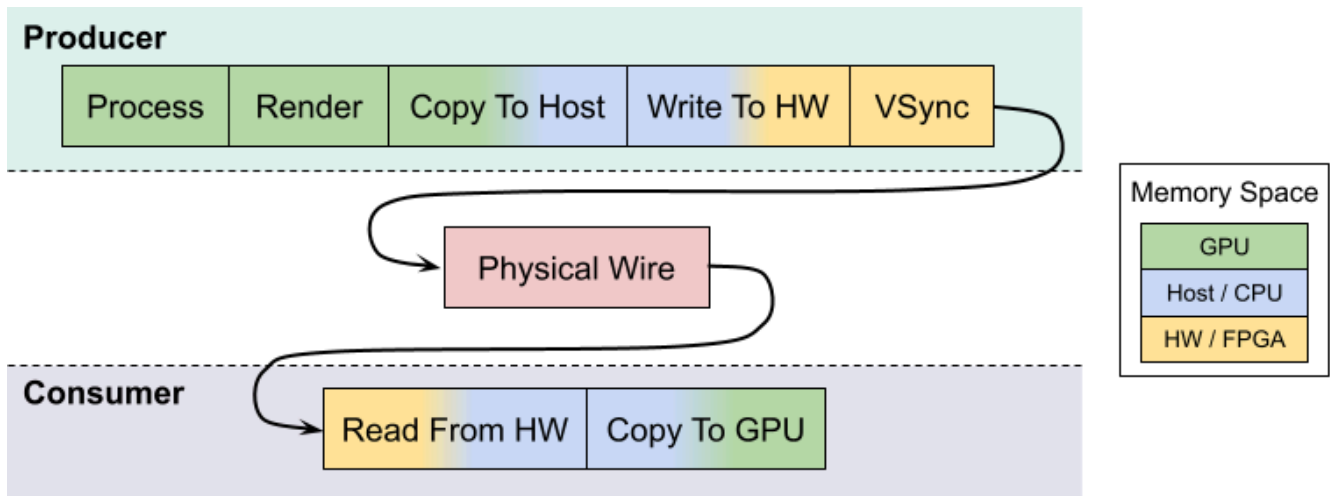 Producer
Process
Render
Copy To Host
Write To HW
VSync
Physical Wire
Consumer
Read From HW
Copy To GPU
Memory Space
GPU
Host / CPU
HW / FPGA